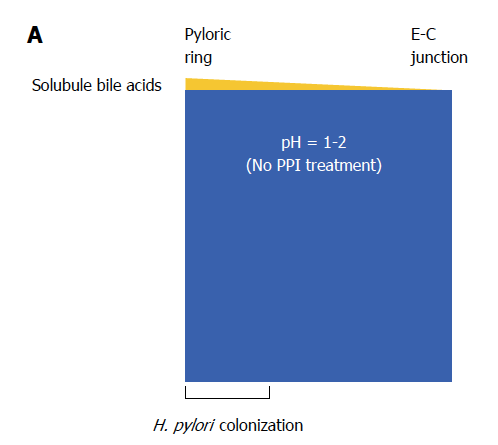 A
Pyloric
ring
E-C
junction
Solubule bile acids
pH = 1-2
(No PPI treatment)
H. pylori colonization